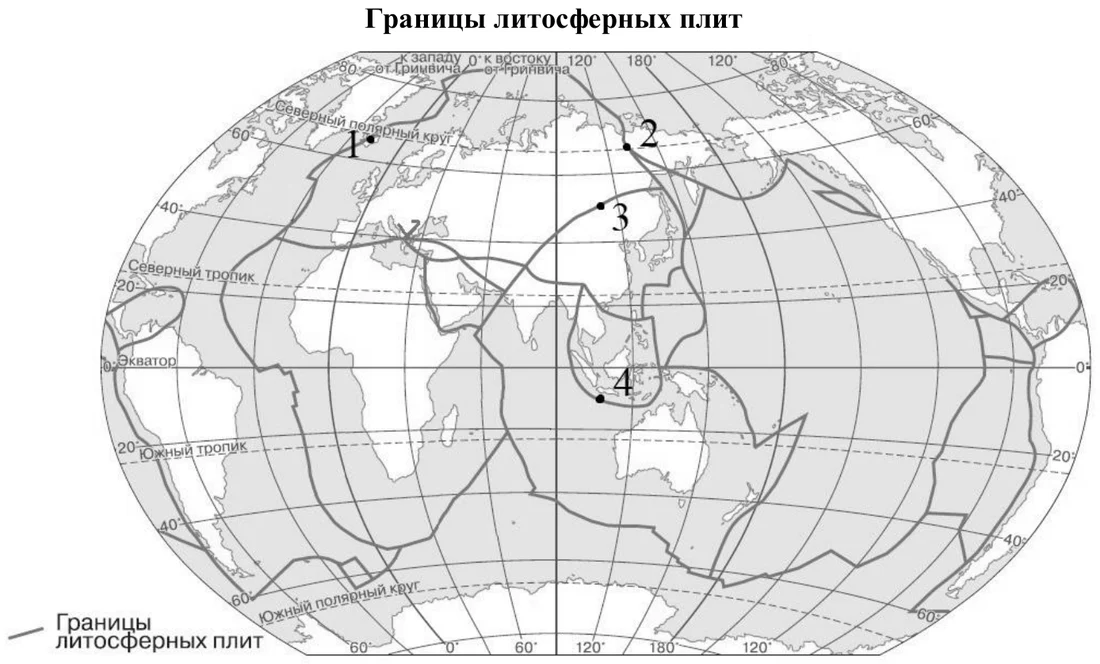 Границы литосферных плит
к западу 0° к востоку
от Гринвича от Гринвича
120° 180° 120°
80° 80°
Северный полярный круг
60° 60°
1
2
40° 40°
3
Северный тропик
20° 20°
0° Экватор 0°
4
20° Южный тропик 20°
40° 40°
60° Южный полярный круг 60°
60° 0° 60° 120° 180° 120°
Границы
литосферных плит